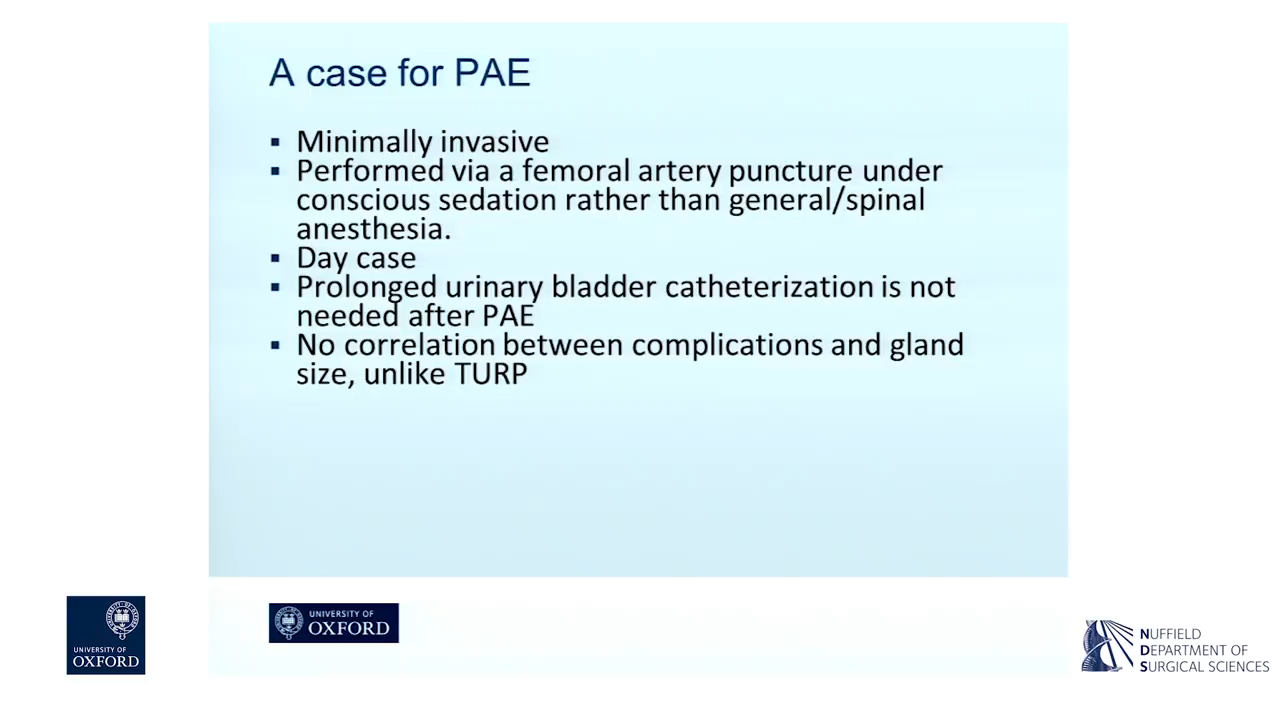 A case for PAE
▪ Minimally invasive
▪ Performed via a femoral artery puncture under
conscious sedation rather than general/spinal
anesthesia.
▪ Day case
▪ Prolonged urinary bladder catheterization is not
needed after PAE
▪ No correlation between complications and gland
size, unlike TURP
UNIVERSITY OF
OXFORD
UNIVERSITY OF
OXFORD
NUFFIELD
DEPARTMENT OF
SURGICAL SCIENCES